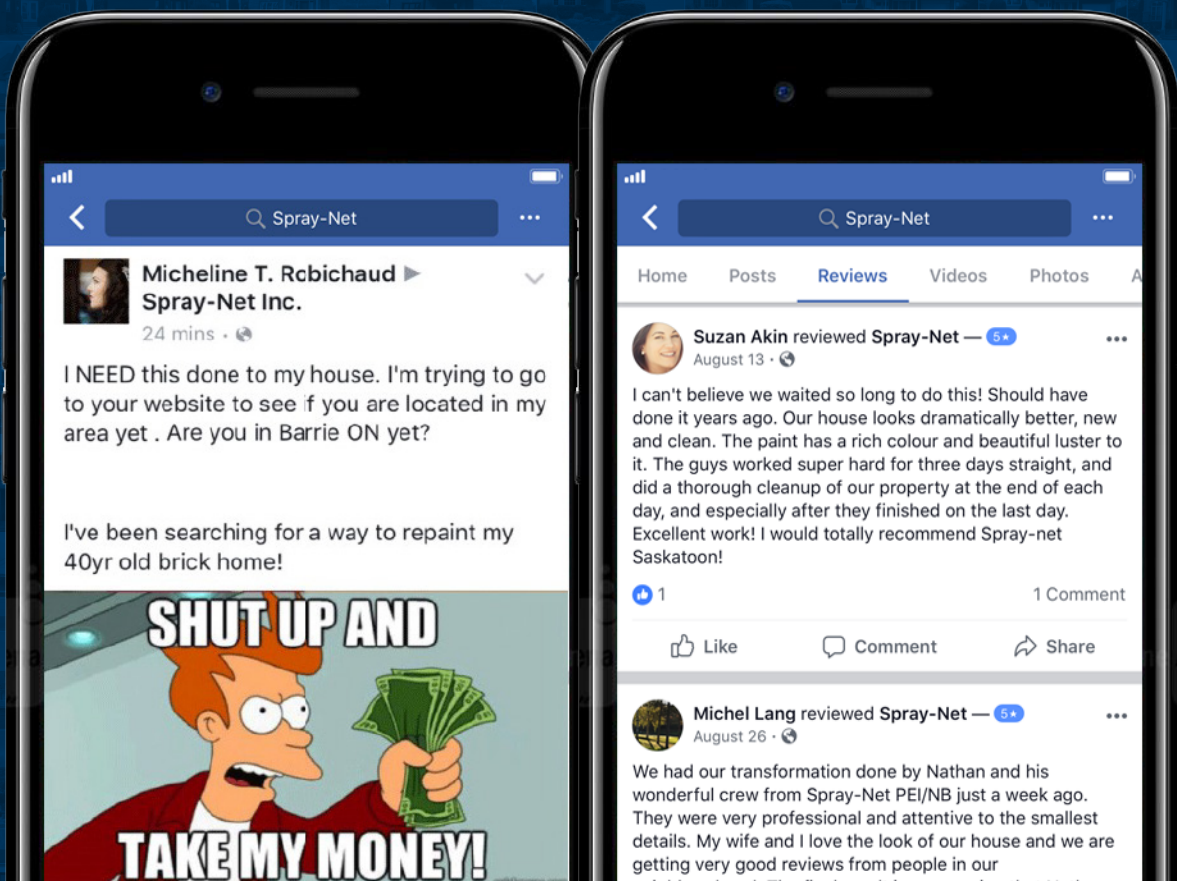 Spray-Net
Micheline T. Robichaud
Spray-Net Inc.
24 mins ·
I NEED this done to my house. I'm trying to go
to your website to see if you are located in my
area yet . Are you in Barrie ON yet?
I've been searching for a way to repaint my
40yr old brick home!
SHUT UP AND
TAKE MY MONEY!
Spray-Net
Home Posts Reviews Videos Photos A
Suzan Akin reviewed Spray-Net — 5★
August 13 ·
I can't believe we waited so long to do this! Should have
done it years ago. Our house looks dramatically better, new
and clean. The paint has a rich colour and beautiful luster to
it. The guys worked super hard for three days straight, and
did a thorough cleanup of our property at the end of each
day, and especially after they finished on the last day.
Excellent work! I would totally recommend Spray-net
Saskatoon!
1 1 Comment
Like Comment Share
Michel Lang reviewed Spray-Net — 5★
August 26 ·
We had our transformation done by Nathan and his
wonderful crew from Spray-Net PEI/NB just a week ago.
They were very professional and attentive to the smallest
details. My wife and I love the look of our house and we are
getting very good reviews from people in our